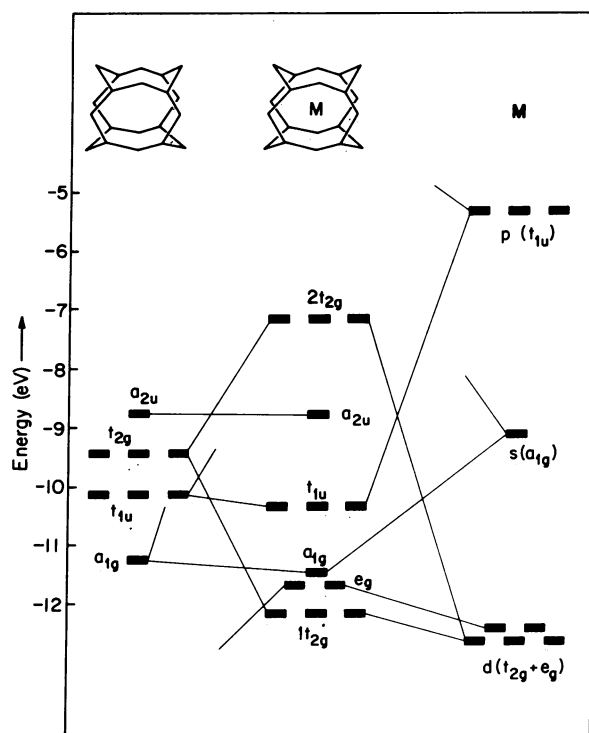 M
M
-5
p (t1u)
-7
2t2g
-8
a2u
a2u
-9
t2g
s(a1g)
-10
t1u
t1u
-11
a1g
a1g
eg
-12
1t2g
d(t2g+eg)
Energy (eV) →